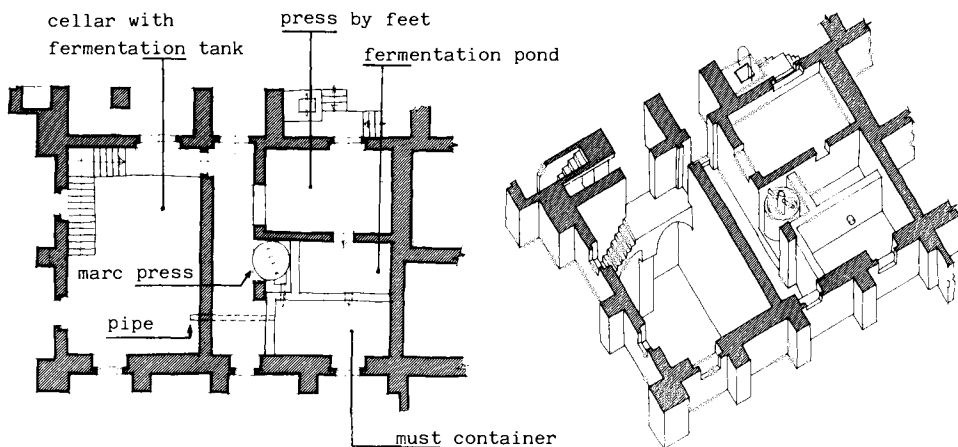 cellar with
fermentation tank
press by feet
fermentation pond
marc press
pipe
must container